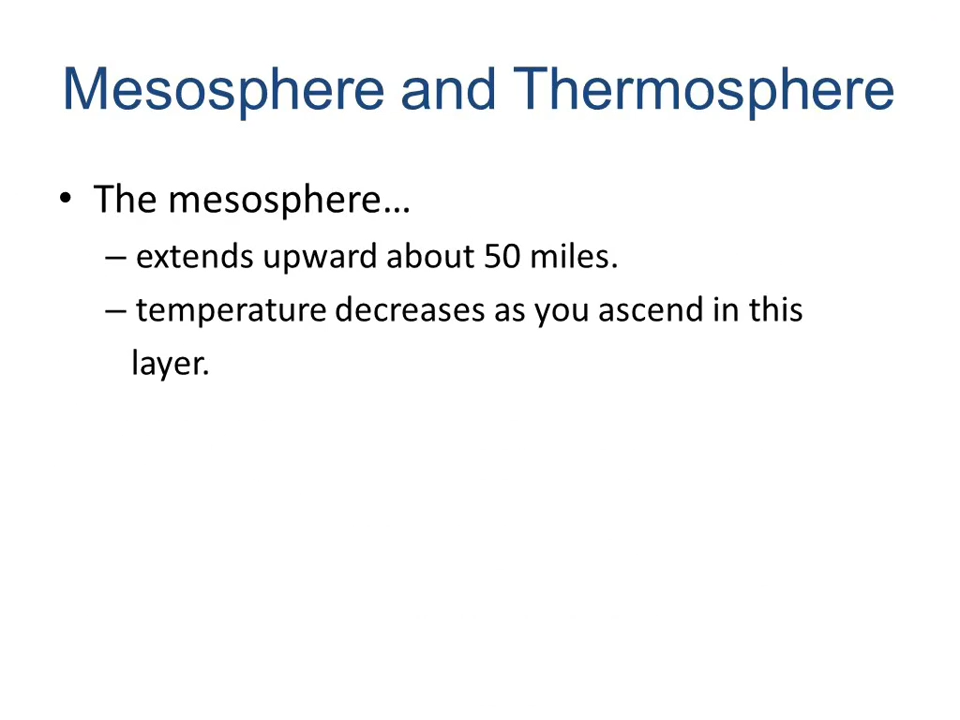 Mesosphere and Thermosphere
• The mesosphere…
– extends upward about 50 miles.
– temperature decreases as you ascend in this
layer.